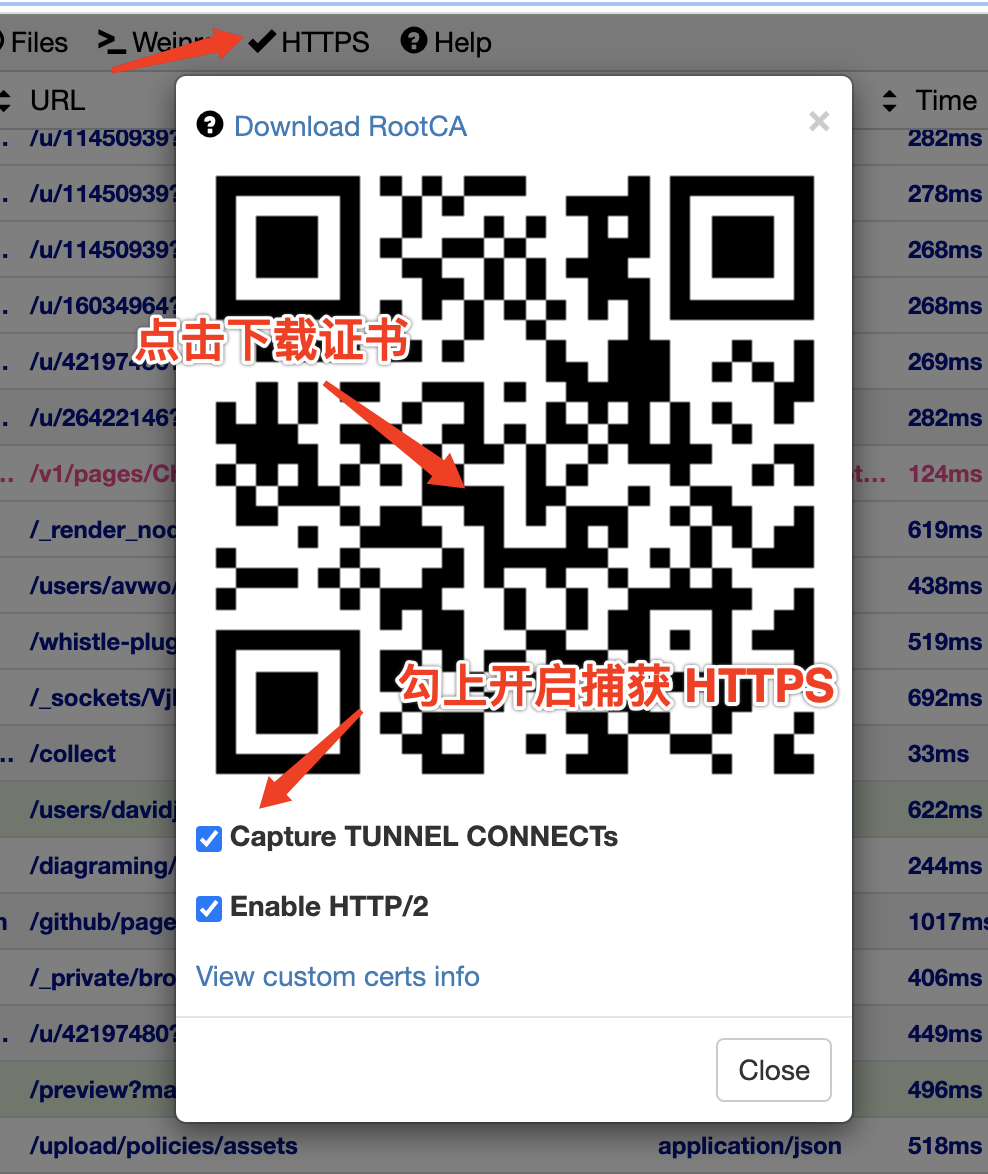 Files Weinr HTTPS Help
URL Time
Download RootCA ×
/u/11450939? 282ms
/u/11450939? 278ms
/u/11450939? 268ms
/u/16034964? 268ms
点击下载证书
/u/42197480? 269ms
/u/26422146? 282ms
/v1/pages/Ch ot... 124ms
/_render_nod 619ms
/users/avwo/ 438ms
/whistle-plug 519ms
勾上开启捕获 HTTPS
/_sockets/Vjl 692ms
/collect 33ms
/users/davidj 622ms
Capture TUNNEL CONNECTs
/diagraming/ 244ms
Enable HTTP/2
/github/page 1017ms
View custom certs info
/_private/bro 406ms
/u/42197480? 449ms
Close
/preview?ma 496ms
/upload/policies/assets application/json 518ms